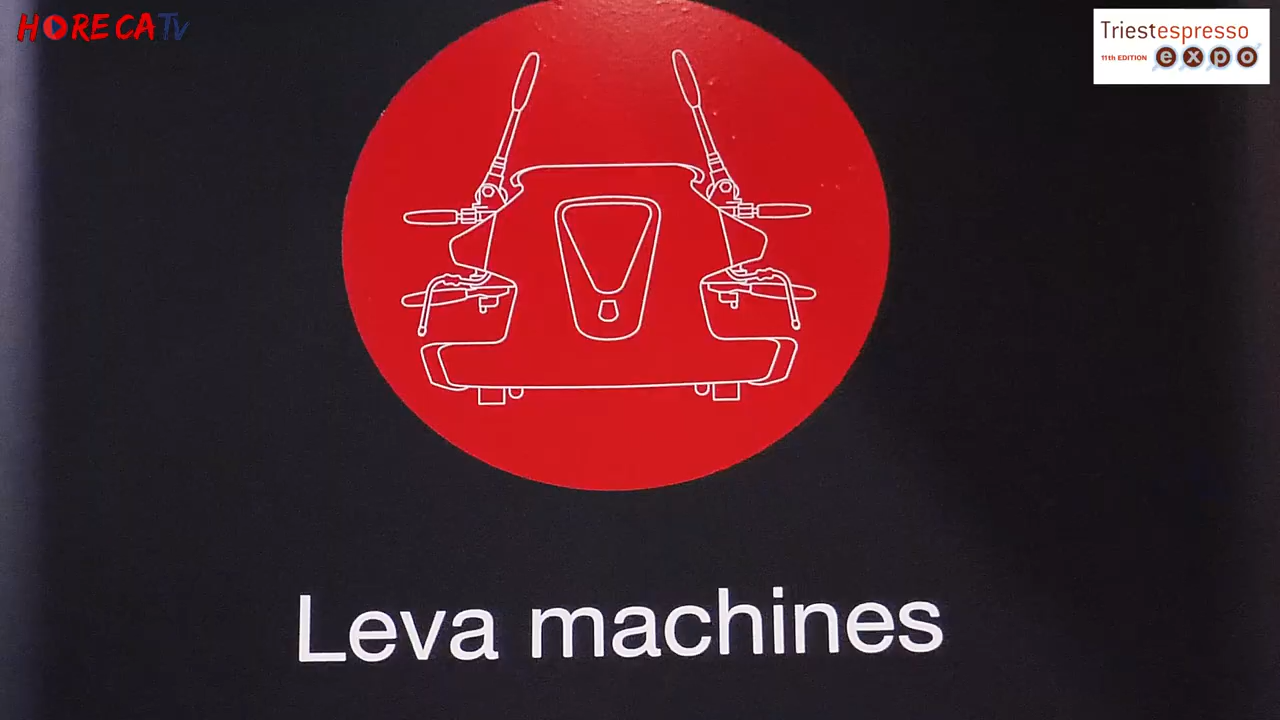 HORECATv
Triestespresso
11th EDITION expo
Leva machines